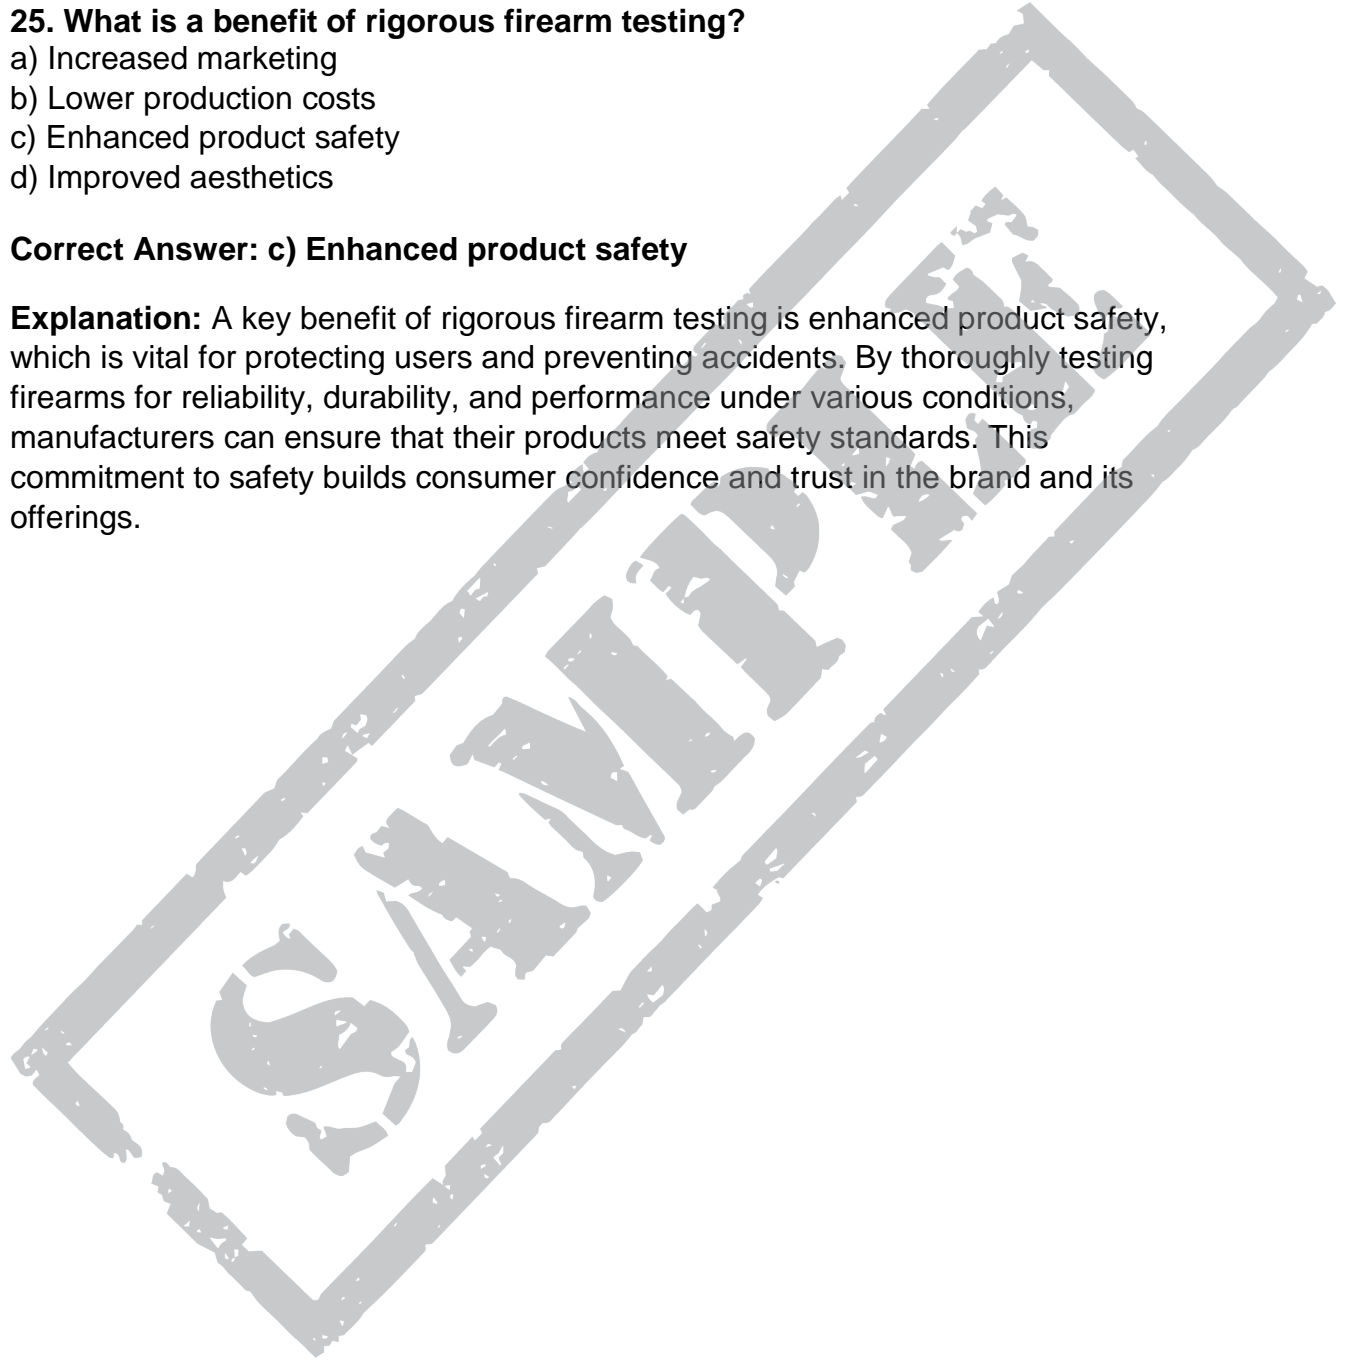 25. What is a benefit of rigorous firearm testing?
a) Increased marketing
b) Lower production costs
c) Enhanced product safety
d) Improved aesthetics
Correct Answer: c) Enhanced product safety
Explanation: A key benefit of rigorous firearm testing is enhanced product safety,
which is vital for protecting users and preventing accidents. By thoroughly testing
firearms for reliability, durability, and performance under various conditions,
manufacturers can ensure that their products meet safety standards. This
commitment to safety builds consumer confidence and trust in the brand and its
offerings.
SAMPLE